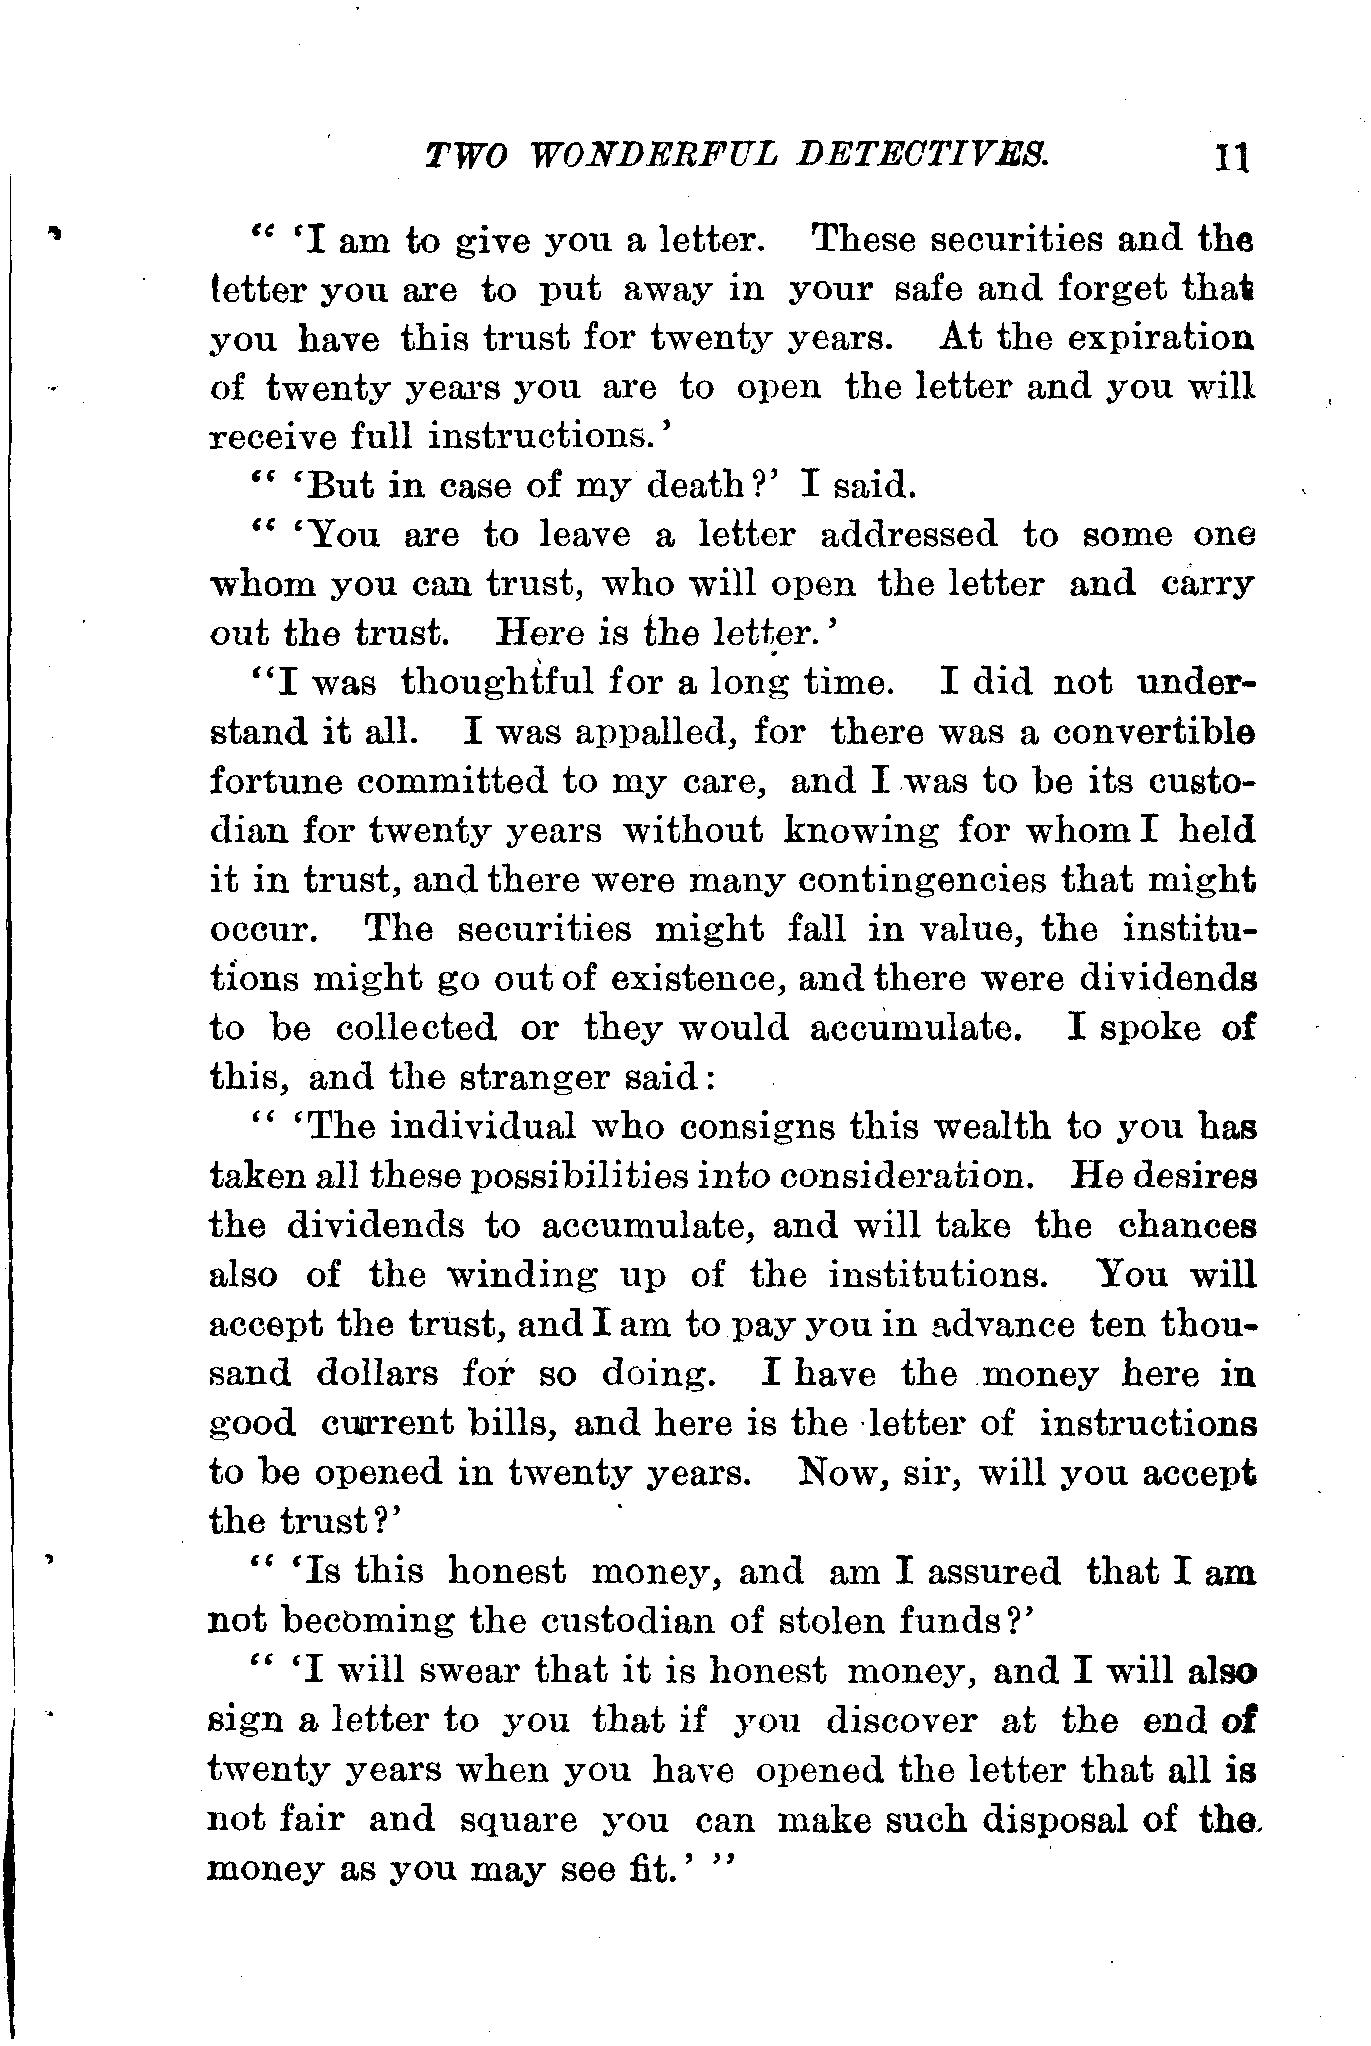 TWO WONDERFUL DETECTIVES. 11
“ ‘I am to give you a letter. These securities and the
letter you are to put away in your safe and forget that
you have this trust for twenty years. At the expiration
of twenty years you are to open the letter and you will
receive full instructions.’
“ ‘But in case of my death?’ I said.
“ ‘You are to leave a letter addressed to some one
whom you can trust, who will open the letter and carry
out the trust. Here is the letter.’
“I was thoughtful for a long time. I did not under-
stand it all. I was appalled, for there was a convertible
fortune committed to my care, and I was to be its custo-
dian for twenty years without knowing for whom I held
it in trust, and there were many contingencies that might
occur. The securities might fall in value, the institu-
tions might go out of existence, and there were dividends
to be collected or they would accumulate. I spoke of
this, and the stranger said:
“ ‘The individual who consigns this wealth to you has
taken all these possibilities into consideration. He desires
the dividends to accumulate, and will take the chances
also of the winding up of the institutions. You will
accept the trust, and I am to pay you in advance ten thou-
sand dollars for so doing. I have the money here in
good current bills, and here is the letter of instructions
to be opened in twenty years. Now, sir, will you accept
the trust?’
“ ‘Is this honest money, and am I assured that I am
not becoming the custodian of stolen funds?’
“ ‘I will swear that it is honest money, and I will also
sign a letter to you that if you discover at the end of
twenty years when you have opened the letter that all is
not fair and square you can make such disposal of the
money as you may see fit.’ ”